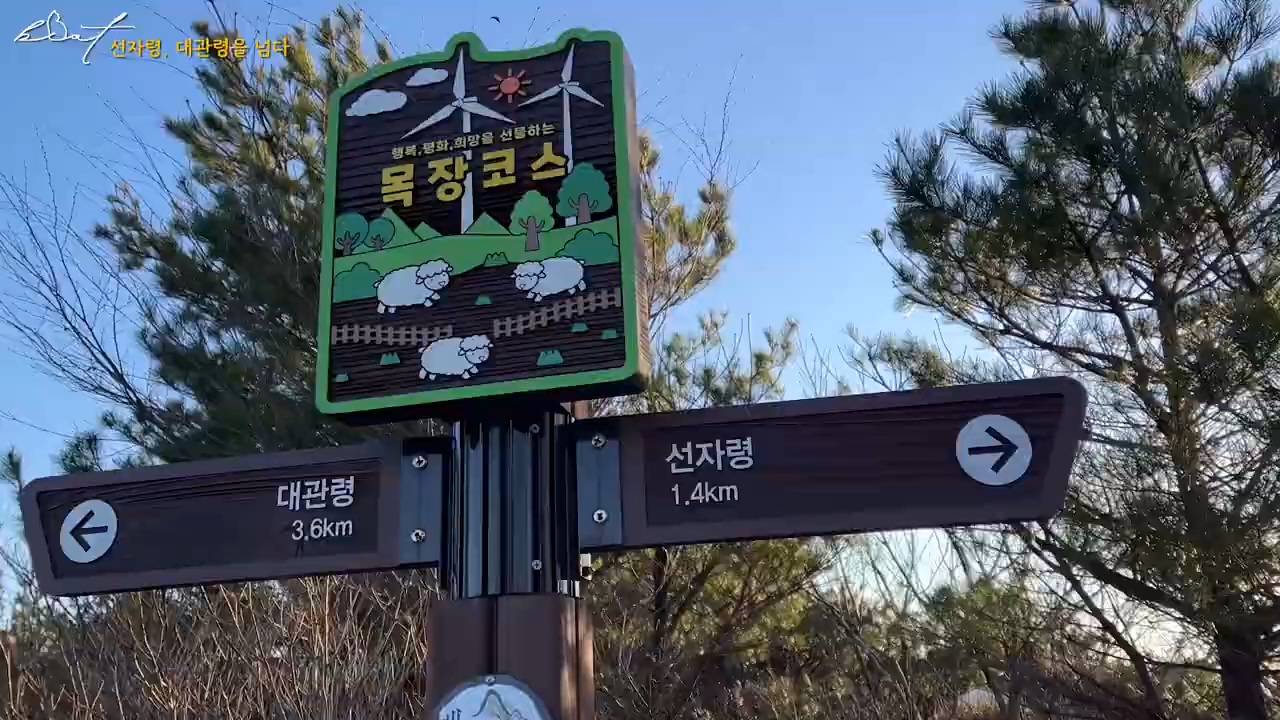 선자령, 대관령을 넘다
행복,평화,희망을 선물하는
목장코스
대관령
3.6km
선자령
1.4km